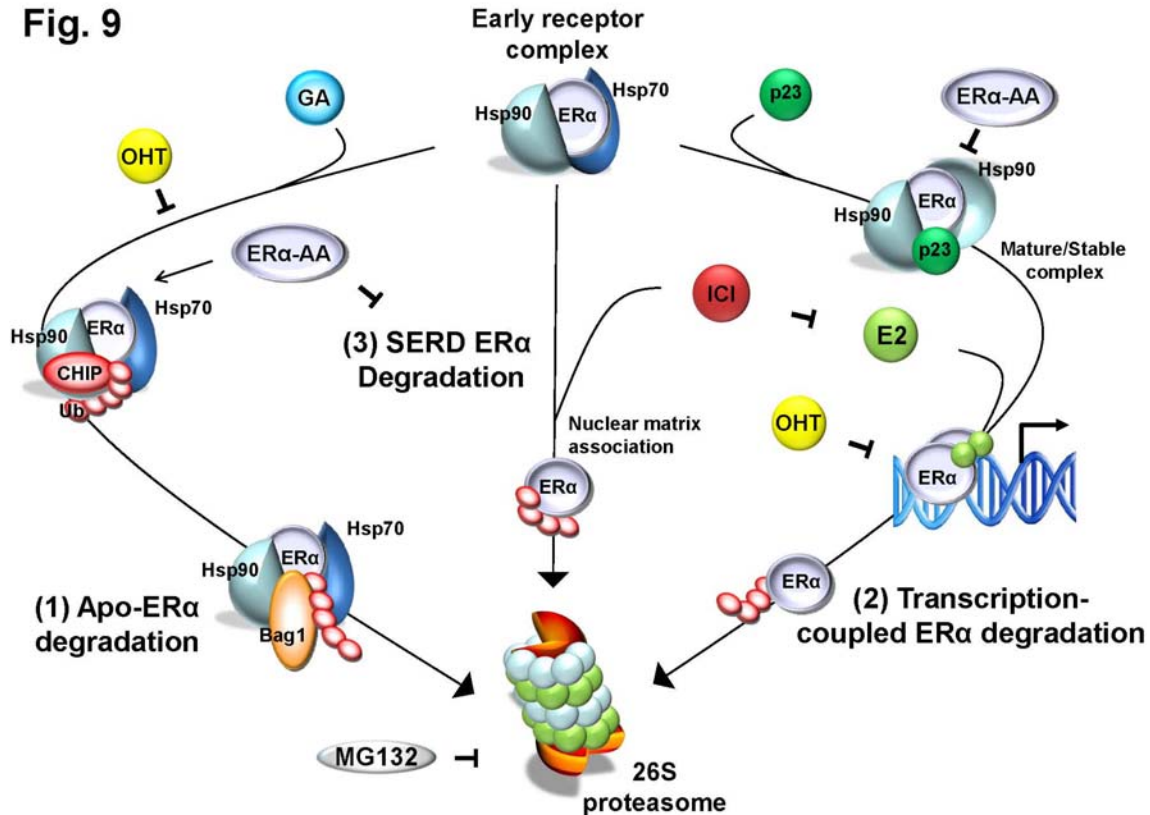 Fig. 9
Early receptor
complex
GA
Hsp90
ERα
Hsp70
p23
ERα-AA
OHT
Hsp90
Hsp90
ERα
p23
Mature/Stable
complex
ERα-AA
Hsp90
ERα
Hsp70
CHIP
Ub
(3) SERD ERα
Degradation
ICI
E2
Nuclear matrix
association
OHT
ERα
ERα
Hsp90
ERα
Hsp70
Bag1
(1) Apo-ERα
degradation
ERα
(2) Transcription-
coupled ERα degradation
MG132
26S
proteasome